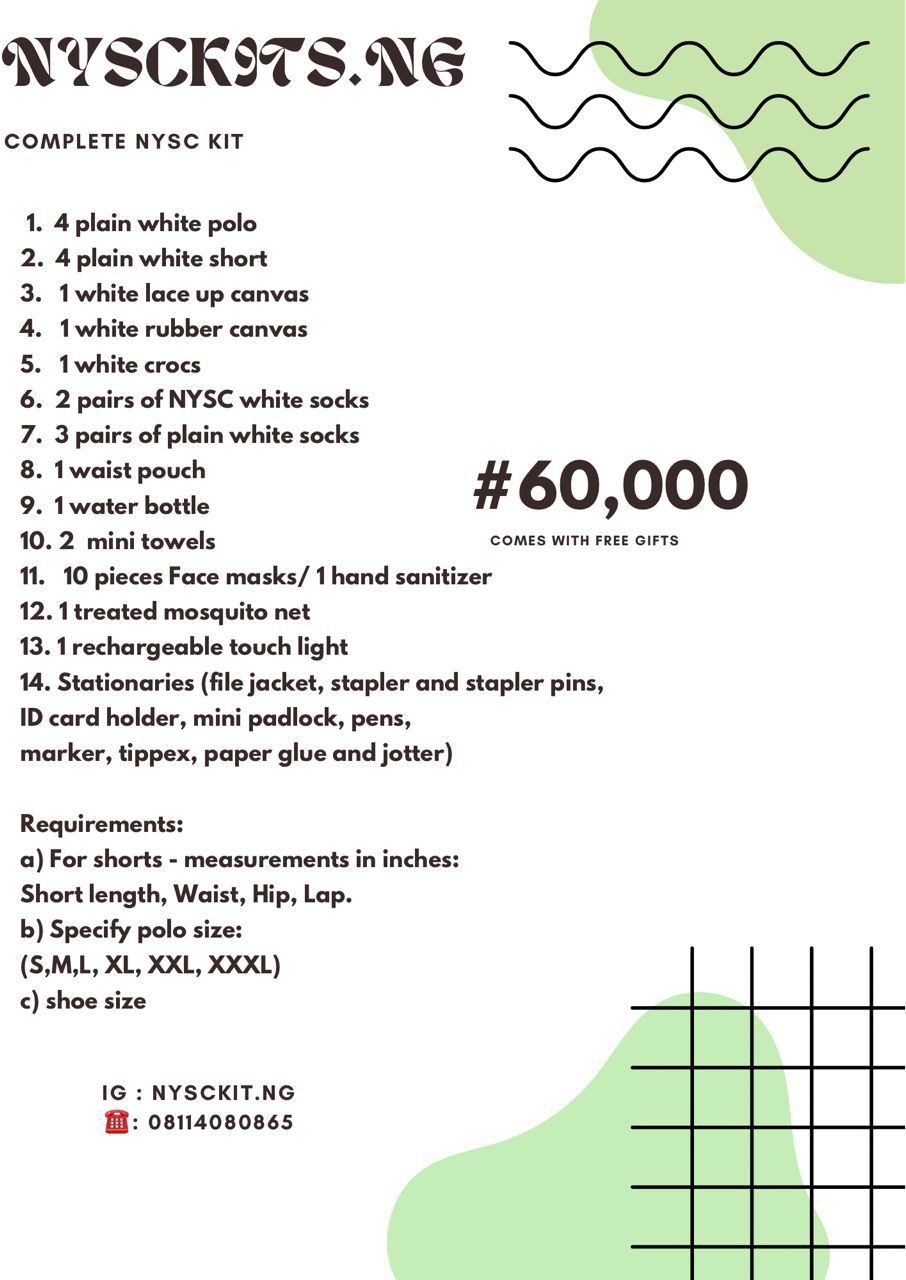 NYSCKITS.NG
COMPLETE NYSC KIT
1. 4 plain white polo
2. 4 plain white short
3. 1 white lace up canvas
4. 1 white rubber canvas
5. 1 white crocs
6. 2 pairs of NYSC white socks
7. 3 pairs of plain white socks
8. 1 waist pouch
9. 1 water bottle
10. 2 mini towels
11. 10 pieces Face masks/ 1 hand sanitizer
12. 1 treated mosquito net
13. 1 rechargeable touch light
14. Stationaries (file jacket, stapler and stapler pins,
ID card holder, mini padlock, pens,
marker, tippex, paper glue and jotter)
#60,000
COMES WITH FREE GIFTS
Requirements:
a) For shorts - measurements in inches:
Short length, Waist, Hip, Lap.
b) Specify polo size:
(S,M,L, XL, XXL, XXXL)
c) shoe size
IG : NYSCKIT.NG
☎️: 08114080865